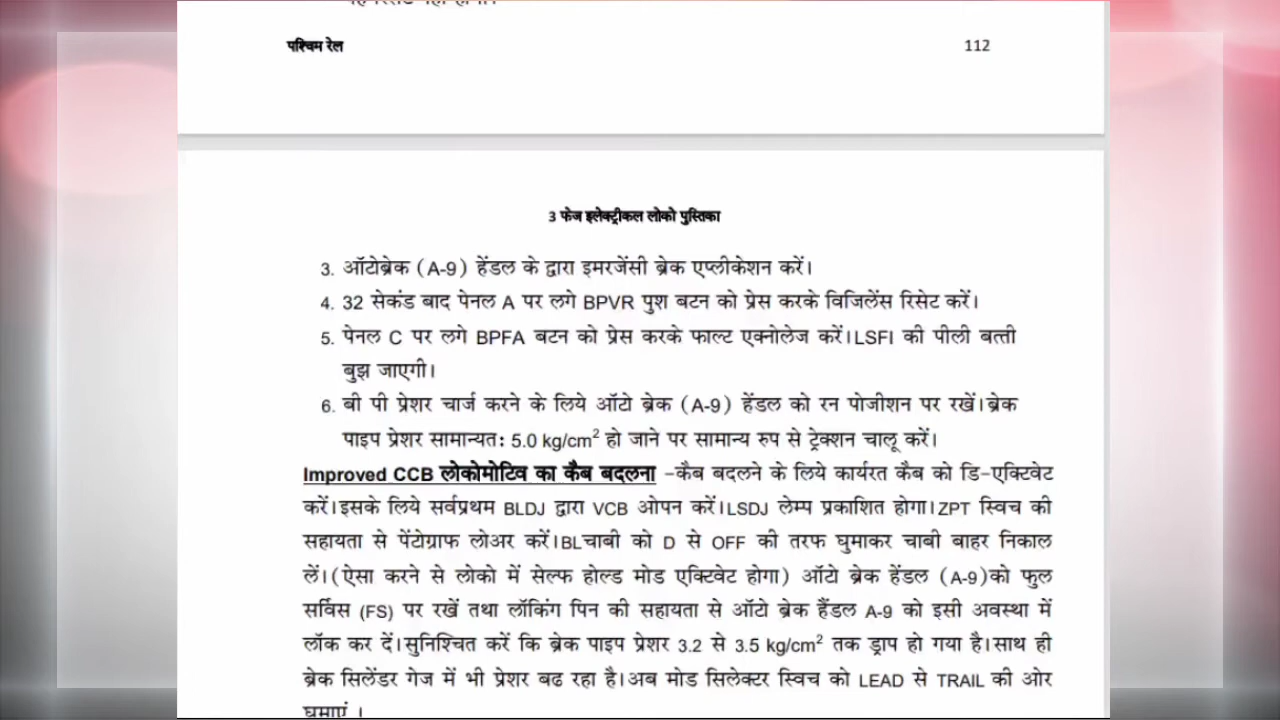 पश्चिम रेल
112
3 फेज इलेक्ट्रीकल लोको पुस्तिका
3. ऑटोब्रेक (A-9) हेंडल के द्वारा इमरजेंसी ब्रेक एप्लीकेशन करें।
4. 32 सेकंड बाद पेनल A पर लगे BPVR पुश बटन को प्रेस करके विजिलेंस रिसेट करें।
5. पेनल C पर लगे BPFA बटन को प्रेस करके फाल्ट एक्नोलेज करें।LSFI की पीली बत्ती
बुझ जाएगी।
6. बी पी प्रेशर चार्ज करने के लिये ऑटो ब्रेक (A-9) हेंडल को रन पोजीशन पर रखें।ब्रेक
पाइप प्रेशर सामान्यत: 5.0 kg/cm² हो जाने पर सामान्य रुप से ट्रेक्शन चालू करें।
Improved CCB लोकोमोटिव का कैब बदलना -कैब बदलने के लिये कार्यरत कैब को डि-एक्टिवेट
करें।इसके लिये सर्वप्रथम BLDJ द्वारा VCB ओपन करें।LSDJ लेम्प प्रकाशित होगा।ZPT स्विच की
सहायता से पेंटोग्राफ लोअर करें।BLचाबी को D से OFF की तरफ घुमाकर चाबी बाहर निकाल
लें।(ऐसा करने से लोको में सेल्फ होल्ड मोड एक्टिवेट होगा) ऑटो ब्रेक हेंडल (A-9)को फुल
सर्विस (FS) पर रखें तथा लॉकिंग पिन की सहायता से ऑटो ब्रेक हैंडल A-9 को इसी अवस्था में
लॉक कर दें।सुनिश्चित करें कि ब्रेक पाइप प्रेशर 3.2 से 3.5 kg/cm² तक ड्राप हो गया है।साथ ही
ब्रेक सिलेंडर गेज में भी प्रेशर बढ रहा है।अब मोड सिलेक्टर स्विच को LEAD से TRAIL की ओर
घुमाएं ।